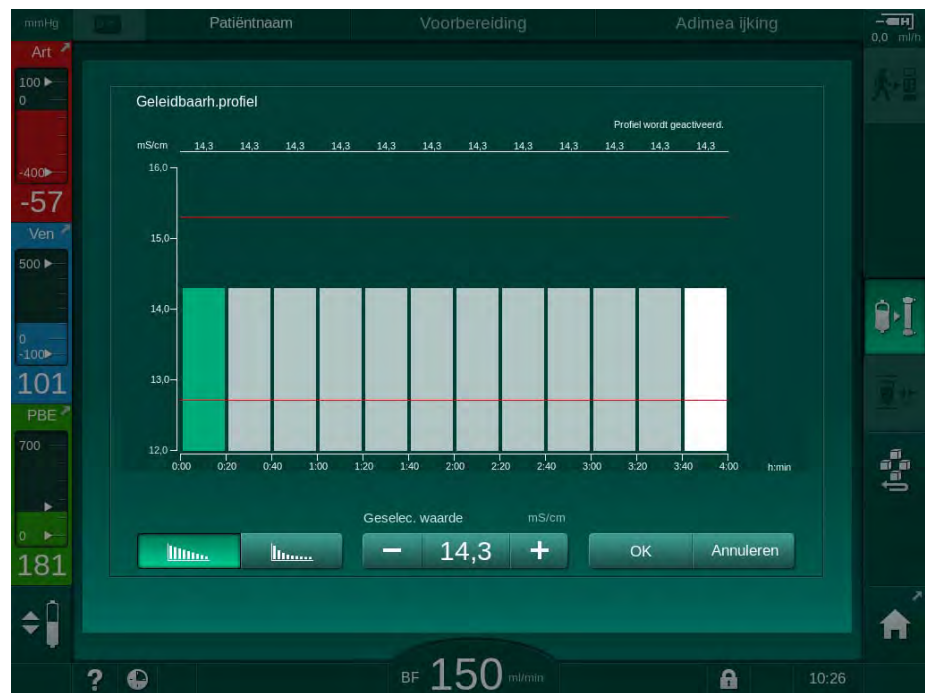 mmHg Patiëntnaam Voorbereiding Adimea ijking
0,0 ml/h
Art
100
0
-400
-57
Ven
500
0
-100
101
PBE
700
0
181
Geleidbaarh.profiel
Profiel wordt geactiveerd.
mS/cm 14,3 14,3 14,3 14,3 14,3 14,3 14,3 14,3 14,3 14,3 14,3 14,3
16,0
15,0
14,0
13,0
12,0
0:00 0:20 0:40 1:00 1:20 1:40 2:00 2:20 2:40 3:00 3:20 3:40 4:00 h:min
Geselec. waarde mS/cm
− 14,3 + OK Annuleren
? BF 150 ml/min 10:26